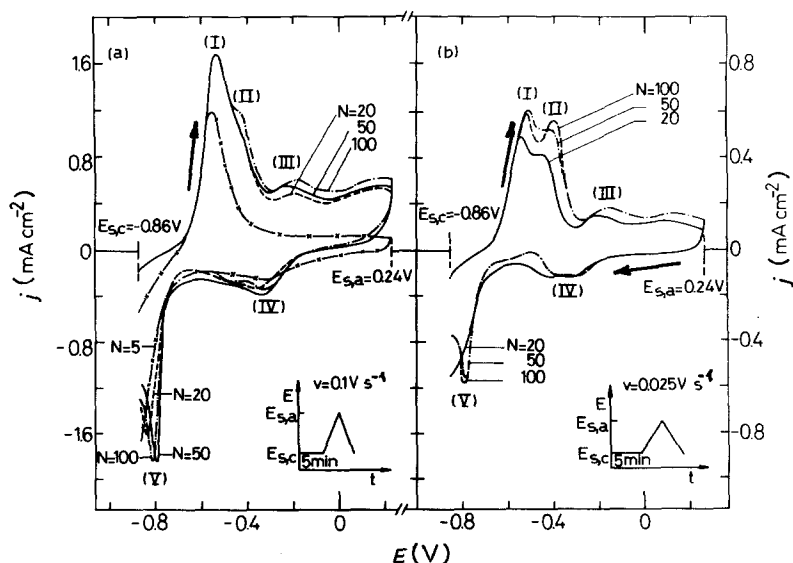 (a)
(I)
(II)
(III)
N=20
50
100
1.6
0.8
0
-0.8
-1.6
j (mA cm⁻²)
E_s,c=-0.86V
E_s,a=0.24V
(IV)
N=5
N=20
N=100
N=50
(V)
v=0.1V s⁻¹
E
E_s,a
E_s,c
5min
t
-0.8
-0.4
0
(b)
(I)
(II)
N=100
50
20
(III)
E_s,c=-0.86V
E_s,a=0.24V
(IV)
N=20
50
100
(V)
v=0.025V s⁻¹
E
E_s,a
E_s,c
5min
t
0.8
0.4
0
-0.4
-0.8
j (mA cm⁻²)
-0.8
-0.4
0
E (V)